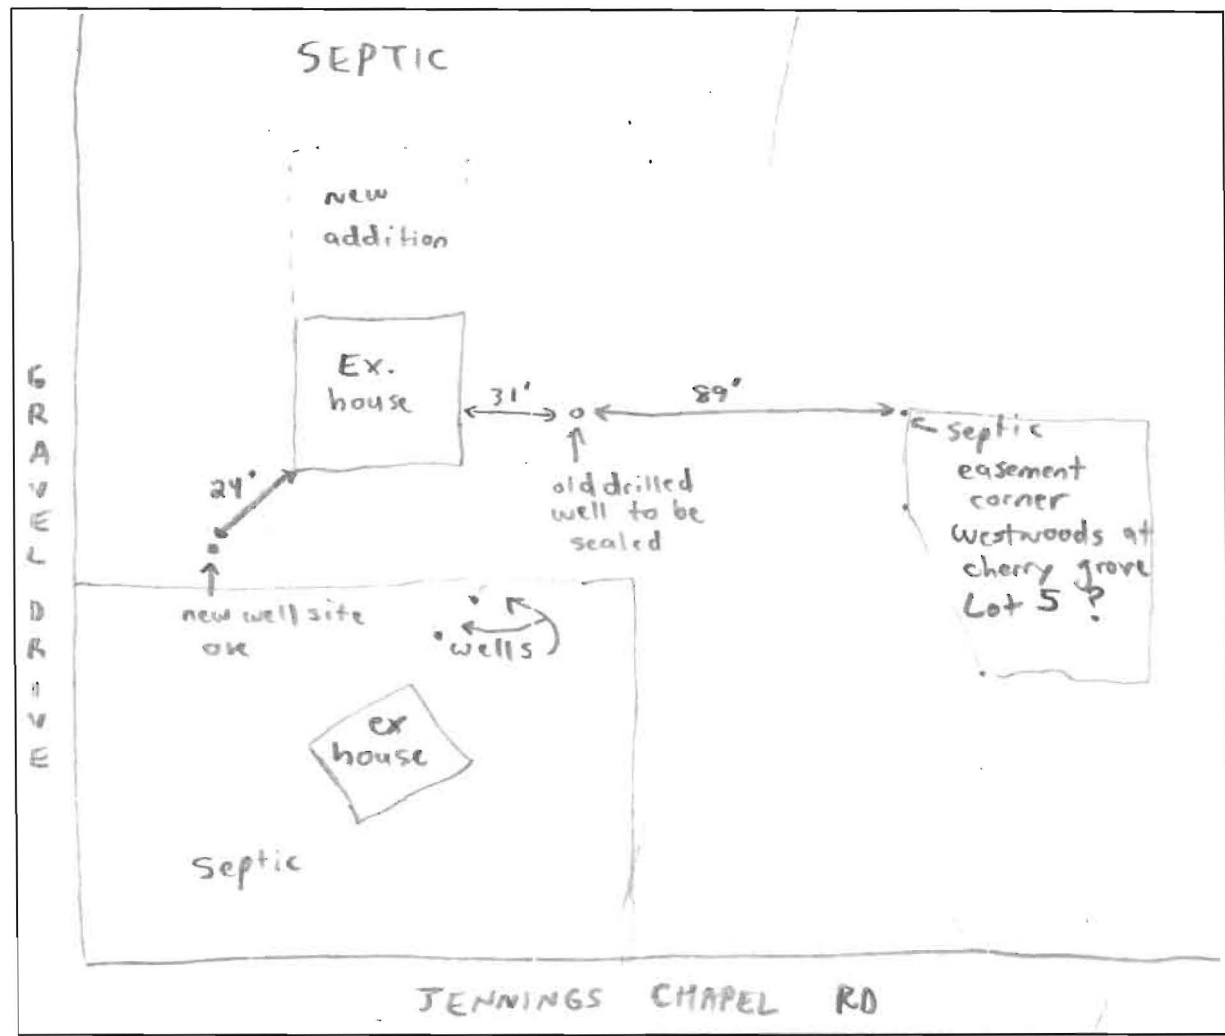 SEPTIC
new
addition
Ex.
house
31'
89'
24'
old drilled
well to be
sealed
septic
easement
corner
Westwoods at
cherry grove
Lot 5 ?
GRAVEL DRIVE
new well site
wells
ex
house
Septic
JENNINGS CHAPEL RD